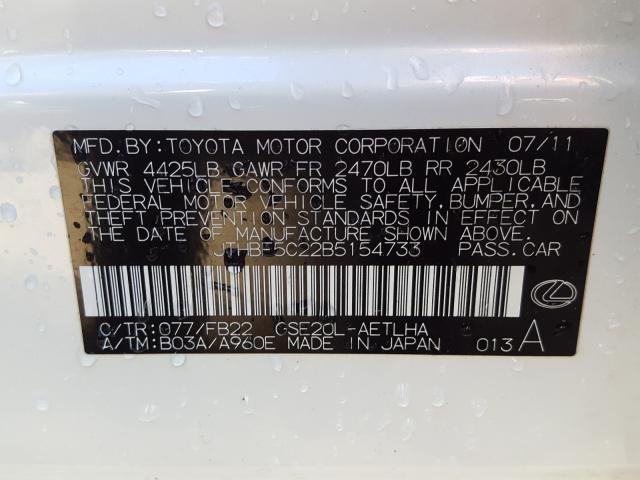 MFD.BY:TOYOTA MOTOR CORPORATION 07/11
GVWR 4425LB GAWR FR 2470LB RR 2430LB
THIS VEHICLE CONFORMS TO ALL APPLICABLE
FEDERAL MOTOR VEHICLE SAFETY,BUMPER,AND
THEFT PREVENTION STANDARDS IN EFFECT ON
THE DATE OF MANUFACTURE SHOWN ABOVE.
JTHBF5C22B5154733 PASS.CAR
C/TR:077/FB22 GSE20L-AETLHA
A/TM:B03A/A960E MADE IN JAPAN 013 A